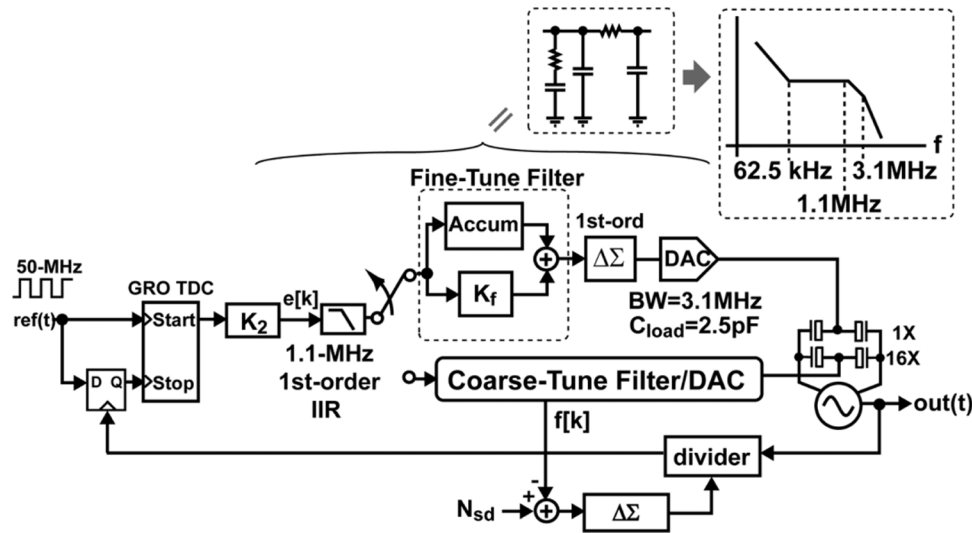 f
62.5 kHz
3.1MHz
1.1MHz
Fine-Tune Filter
Accum
1st-ord
50-MHz
GRO TDC
ΔΣ
DAC
ref(t)
Start
K2
e[k]
Kf
BW=3.1MHz
Cload=2.5pF
1X
16X
1.1-MHz
1st-order
IIR
D Q
Stop
Coarse-Tune Filter/DAC
out(t)
f[k]
divider
-
+
Nsd
ΔΣ